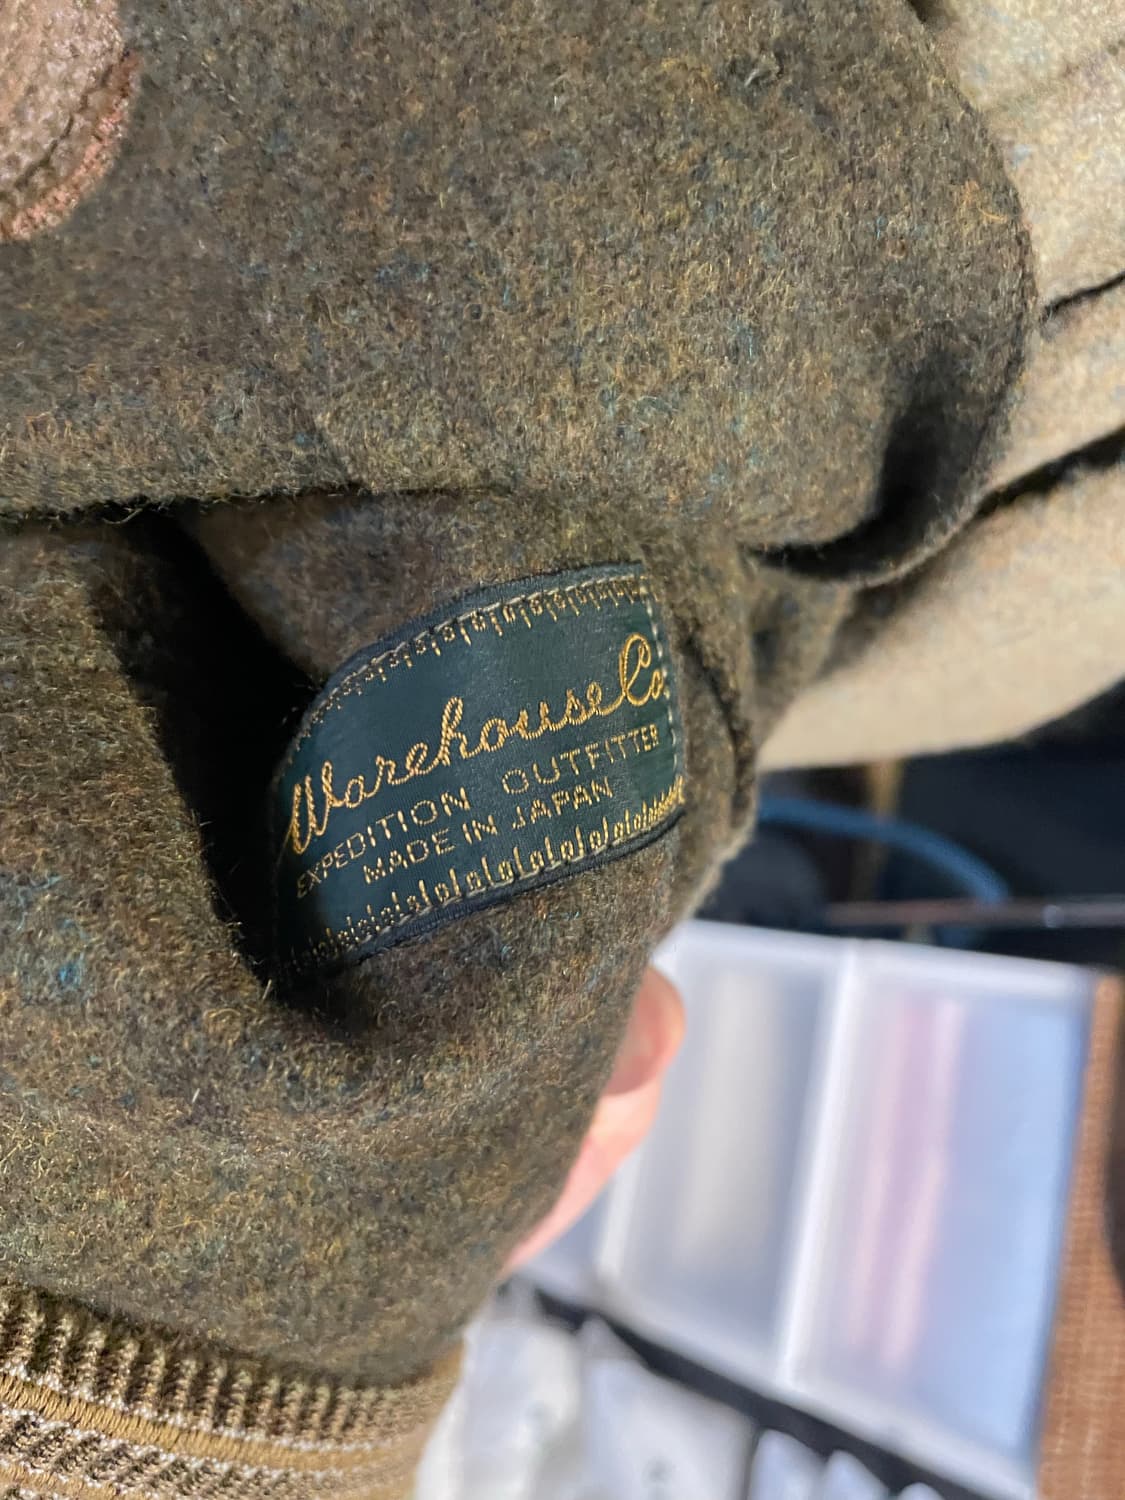 Warehouse Co.
EXPEDITION OUTFITTER
MADE IN JAPAN